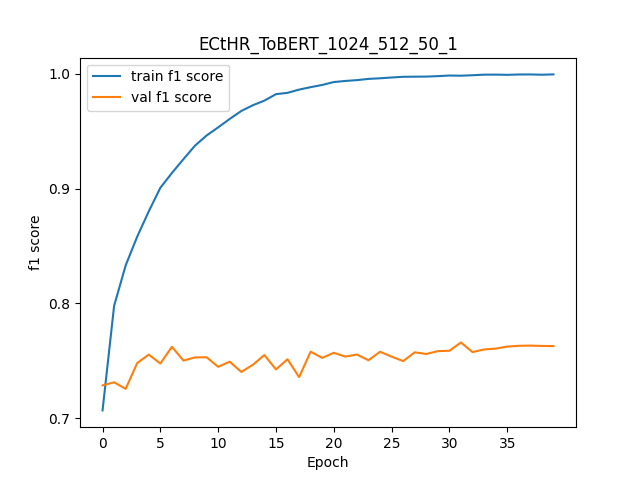 ECtHR_ToBERT_1024_512_50_1
train f1 score
val f1 score
1.0
0.9
0.8
0.7
f1 score
0 5 10 15 20 25 30 35
Epoch